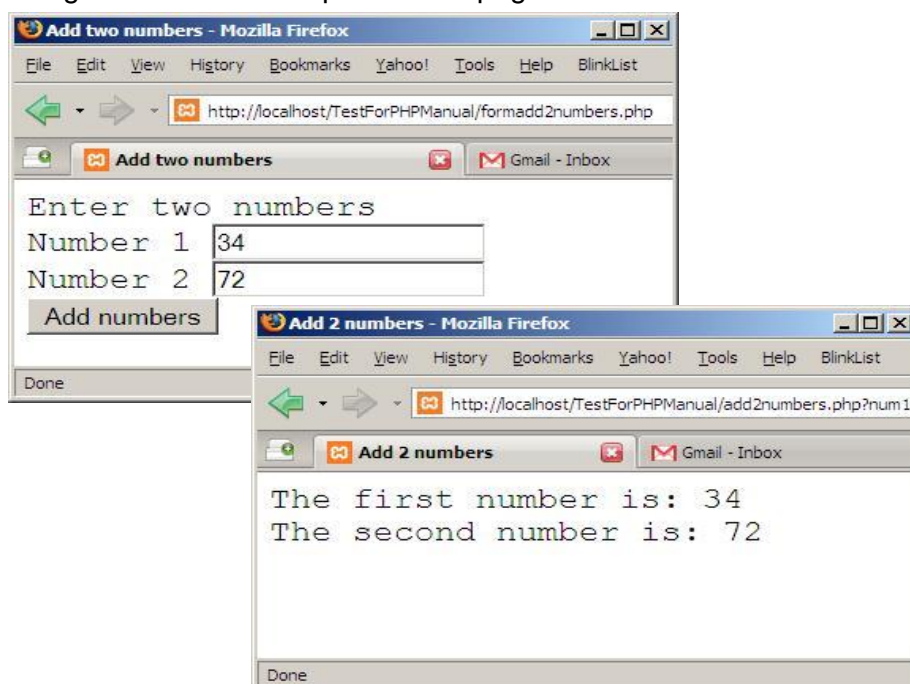 Add two numbers - Mozilla Firefox
File Edit View History Bookmarks Yahoo! Tools Help BlinkList
http://localhost/TestForPHPManual/formadd2numbers.php
Add two numbers
Gmail - Inbox
Enter two numbers
Number 1 34
Number 2 72
Add numbers
Done
Add 2 numbers - Mozilla Firefox
File Edit View History Bookmarks Yahoo! Tools Help BlinkList
http://localhost/TestForPHPManual/add2numbers.php?num1
Add 2 numbers
Gmail - Inbox
The first number is: 34
The second number is: 72
Done